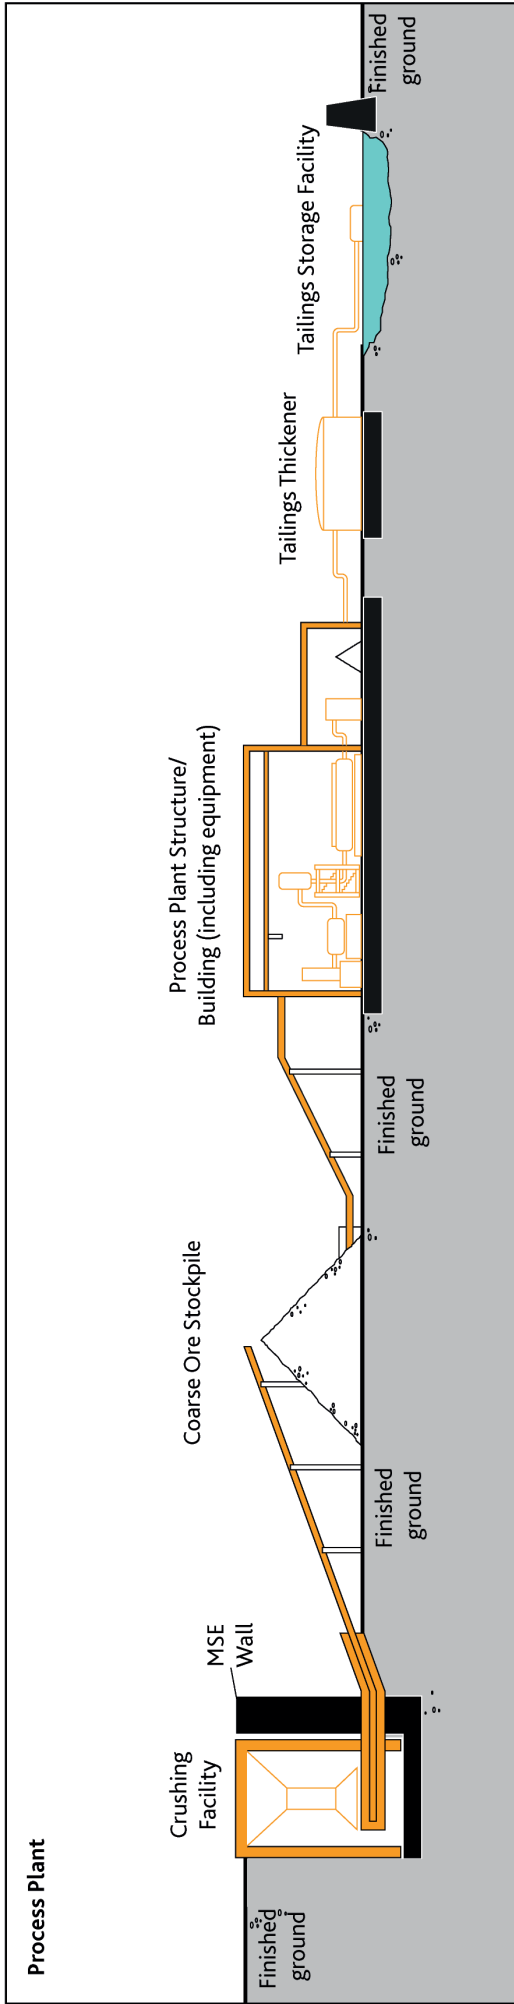 Process Plant
Finished
ground
Crushing
Facility
MSE
Wall
Finished
ground
Coarse Ore Stockpile
Finished
ground
Process Plant Structure/
Building (including equipment)
Tailings Thickener
Tailings Storage Facility
Finished
ground